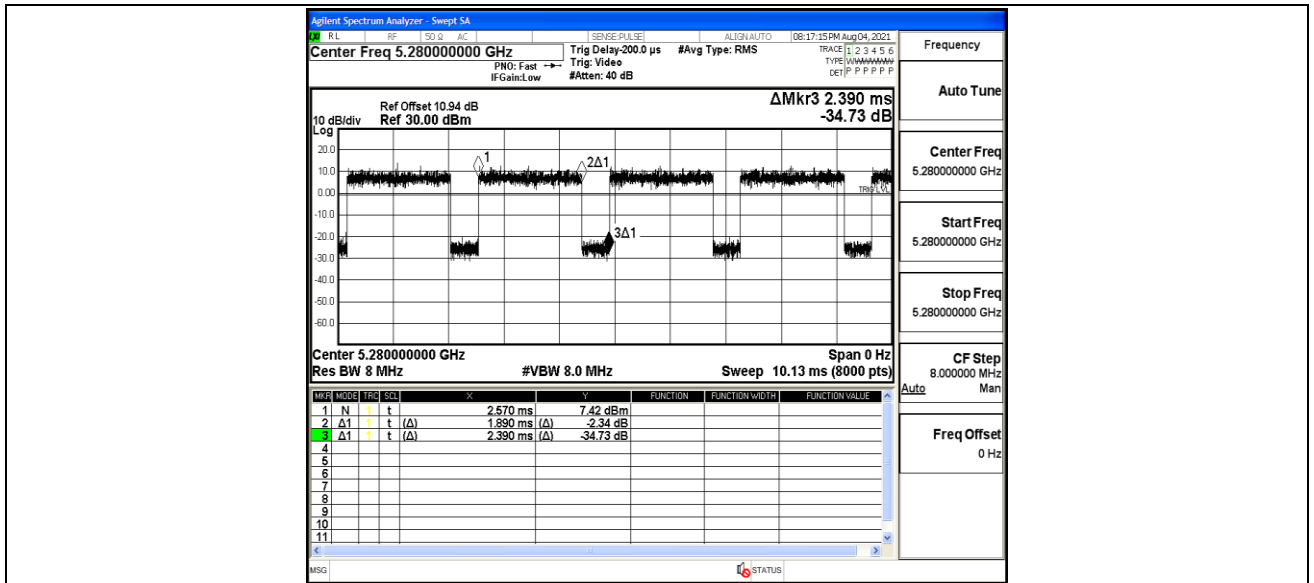 Agilent Spectrum Analyzer - Swept SA
RL RF 50 Ω AC SENSE:PULSE ALIGN AUTO 08:17:15 PM Aug 04, 2021
Center Freq 5.280000000 GHz
PNO: Fast
IFGain:Low
Trig Delay-200.0 µs
Trig: Video
#Atten: 40 dB
#Avg Type: RMS
TRACE 1 2 3 4 5 6
TYPE
DET P P P P P P
ΔMkr3 2.390 ms
-34.73 dB
Ref Offset 10.94 dB
10 dB/div Ref 30.00 dBm
Log
20.0
10.0
0.00
-10.0
-20.0
-30.0
-40.0
-50.0
-60.0
1
2Δ1
3Δ1
TRIG LVL
Center 5.280000000 GHz Span 0 Hz
Res BW 8 MHz #VBW 8.0 MHz Sweep 10.13 ms (8000 pts)
MKR MODE TRC SCL X Y FUNCTION FUNCTION WIDTH FUNCTION VALUE
1 N 1 t 2.570 ms 7.42 dBm
2 Δ1 1 t (Δ) 1.890 ms (Δ) -2.34 dB
3 Δ1 1 t (Δ) 2.390 ms (Δ) -34.73 dB
4
5
6
7
8
9
10
11
MSG STATUS
Frequency
Auto Tune
Center Freq
5.280000000 GHz
Start Freq
5.280000000 GHz
Stop Freq
5.280000000 GHz
CF Step
8.000000 MHz
Auto Man
Freq Offset
0 Hz